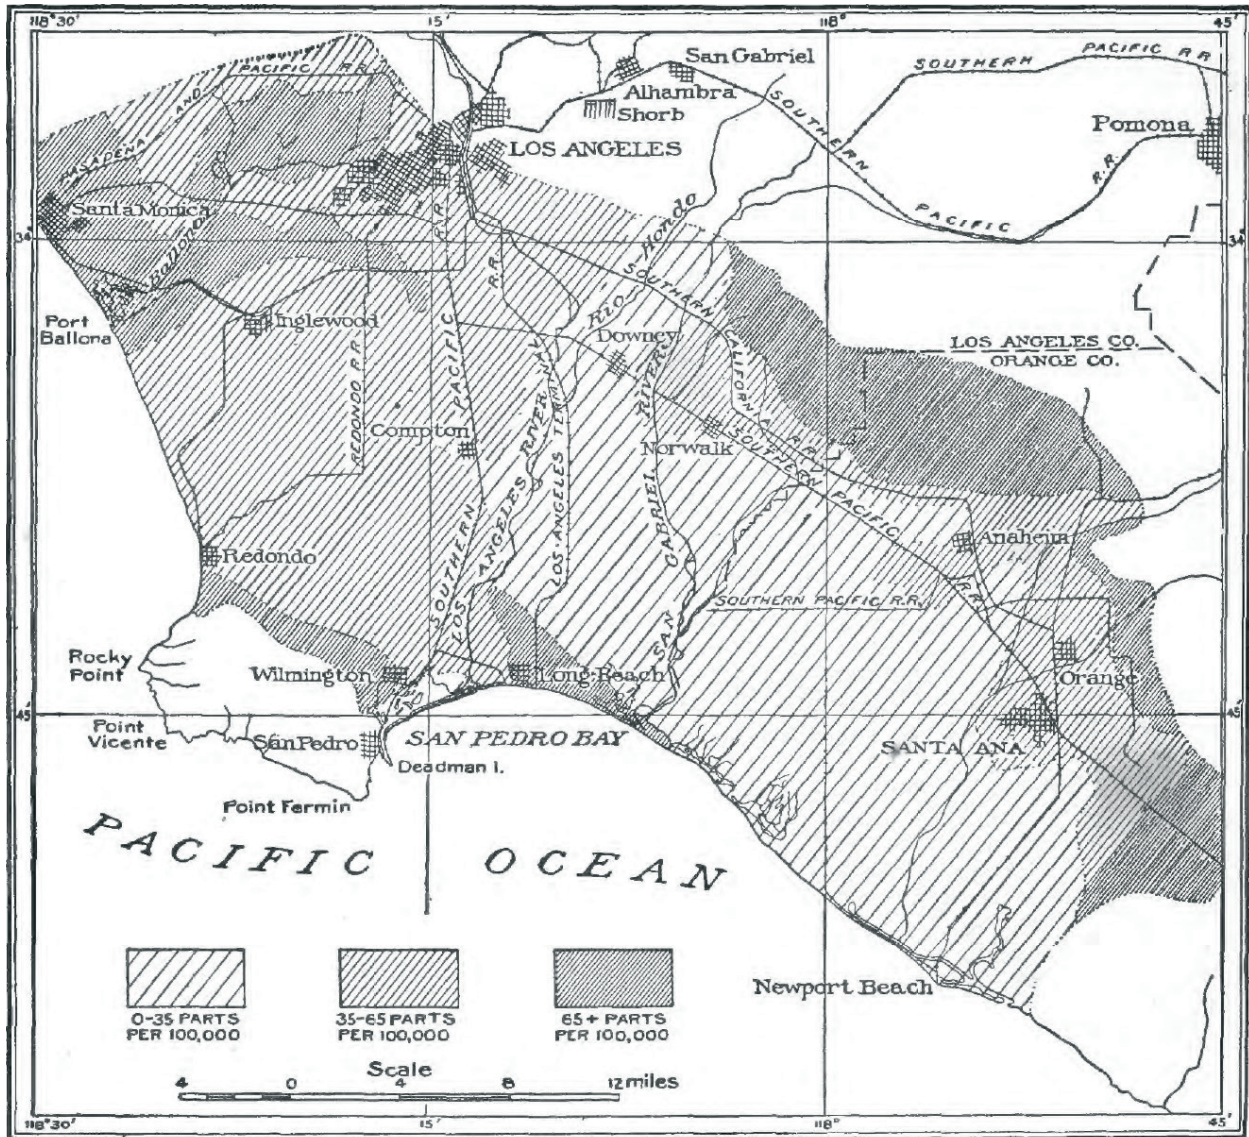 118°30'
15'
118°
45'
San Gabriel
Alhambra
Shorb
SOUTHERN
PACIFIC R.R.
SOUTHERN
PACIFIC
R.R.
Pomona
PASADENA AND
PACIFIC R.R.
LOS ANGELES
R.R.
Santa Monica
34°
34°
Ballona
Port
Ballona
Inglewood
REDONDO R.R.
R.R.
Rio
Hondo
SOUTHERN CALIFORNIA R.R.
Downey
LOS ANGELES CO.
ORANGE CO.
PACIFIC
Compton
LOS ANGELES TERMINAL
RIVER
Norwalk
SOUTHERN PACIFIC
R.R.
SAN GABRIEL RIVER
Redondo
SOUTHERN
LOS ANGELES
Anaheim
SOUTHERN PACIFIC R.R.
Rocky
Point
Wilmington
Long Beach
Orange
45'
45'
Point
Vicente
San Pedro
SAN PEDRO BAY
SANTA ANA
Deadman I.
Point Fermin
PACIFIC OCEAN
Newport Beach
0-35 PARTS
PER 100,000
35-65 PARTS
PER 100,000
65+ PARTS
PER 100,000
Scale
4 0 4 8 12 miles
118°30'
15'
118°
45'